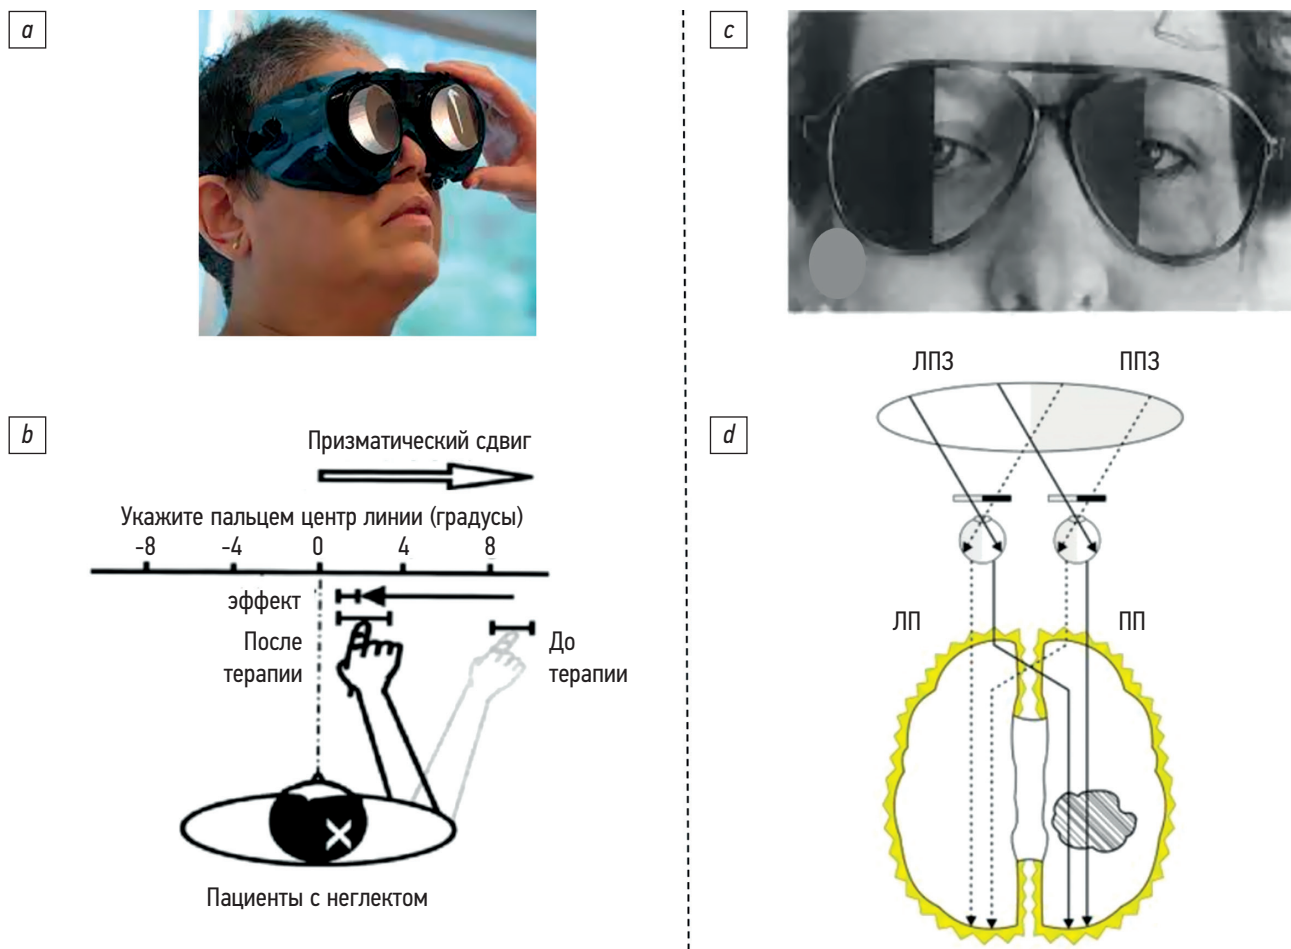 a
c
ЛПЗ ППЗ
b
d
Призматический сдвиг
Укажите пальцем центр линии (градусы)
-8 -4 0 4 8
эффект
После
терапии
До
терапии
ЛП ПП
Пациенты с неглектом